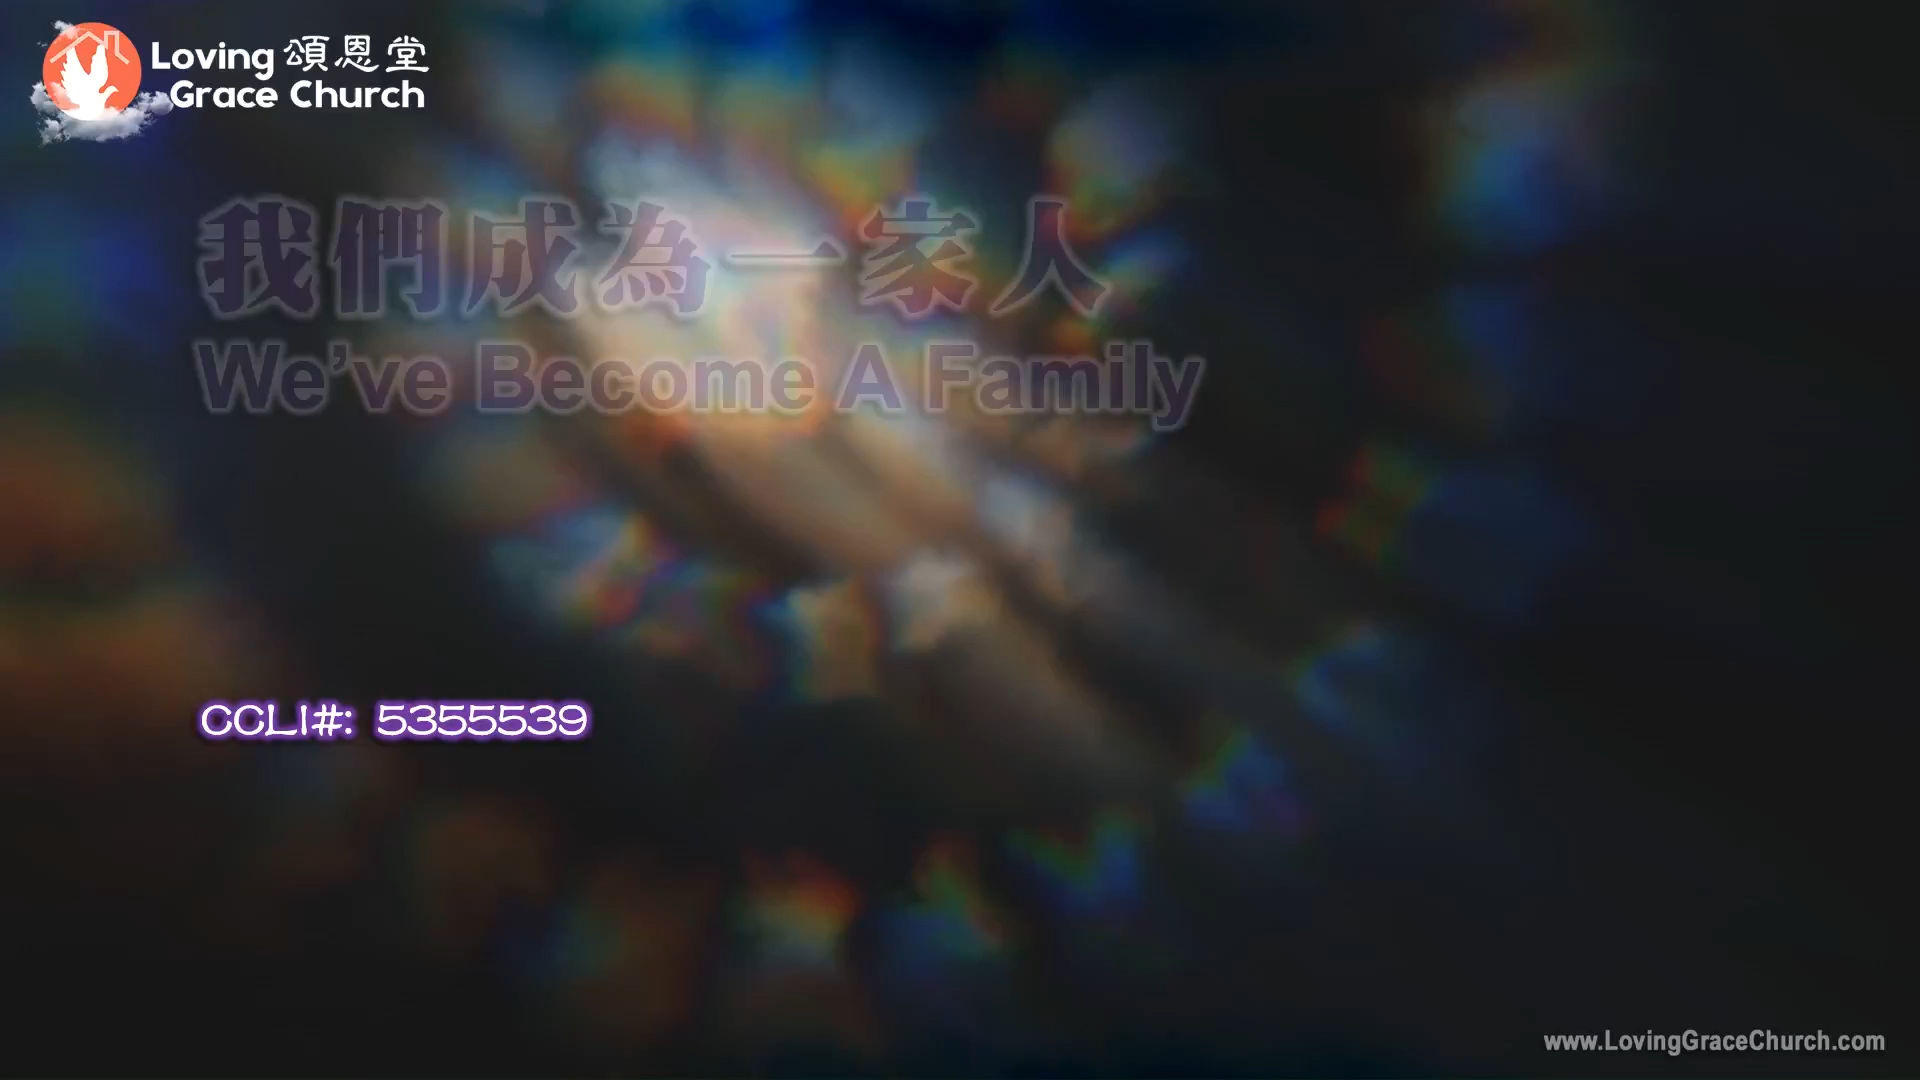 Loving 頌恩堂
Grace Church
我們成為一家人
We’ve Become A Family
CCLI#: 5355539
www.LovingGraceChurch.com